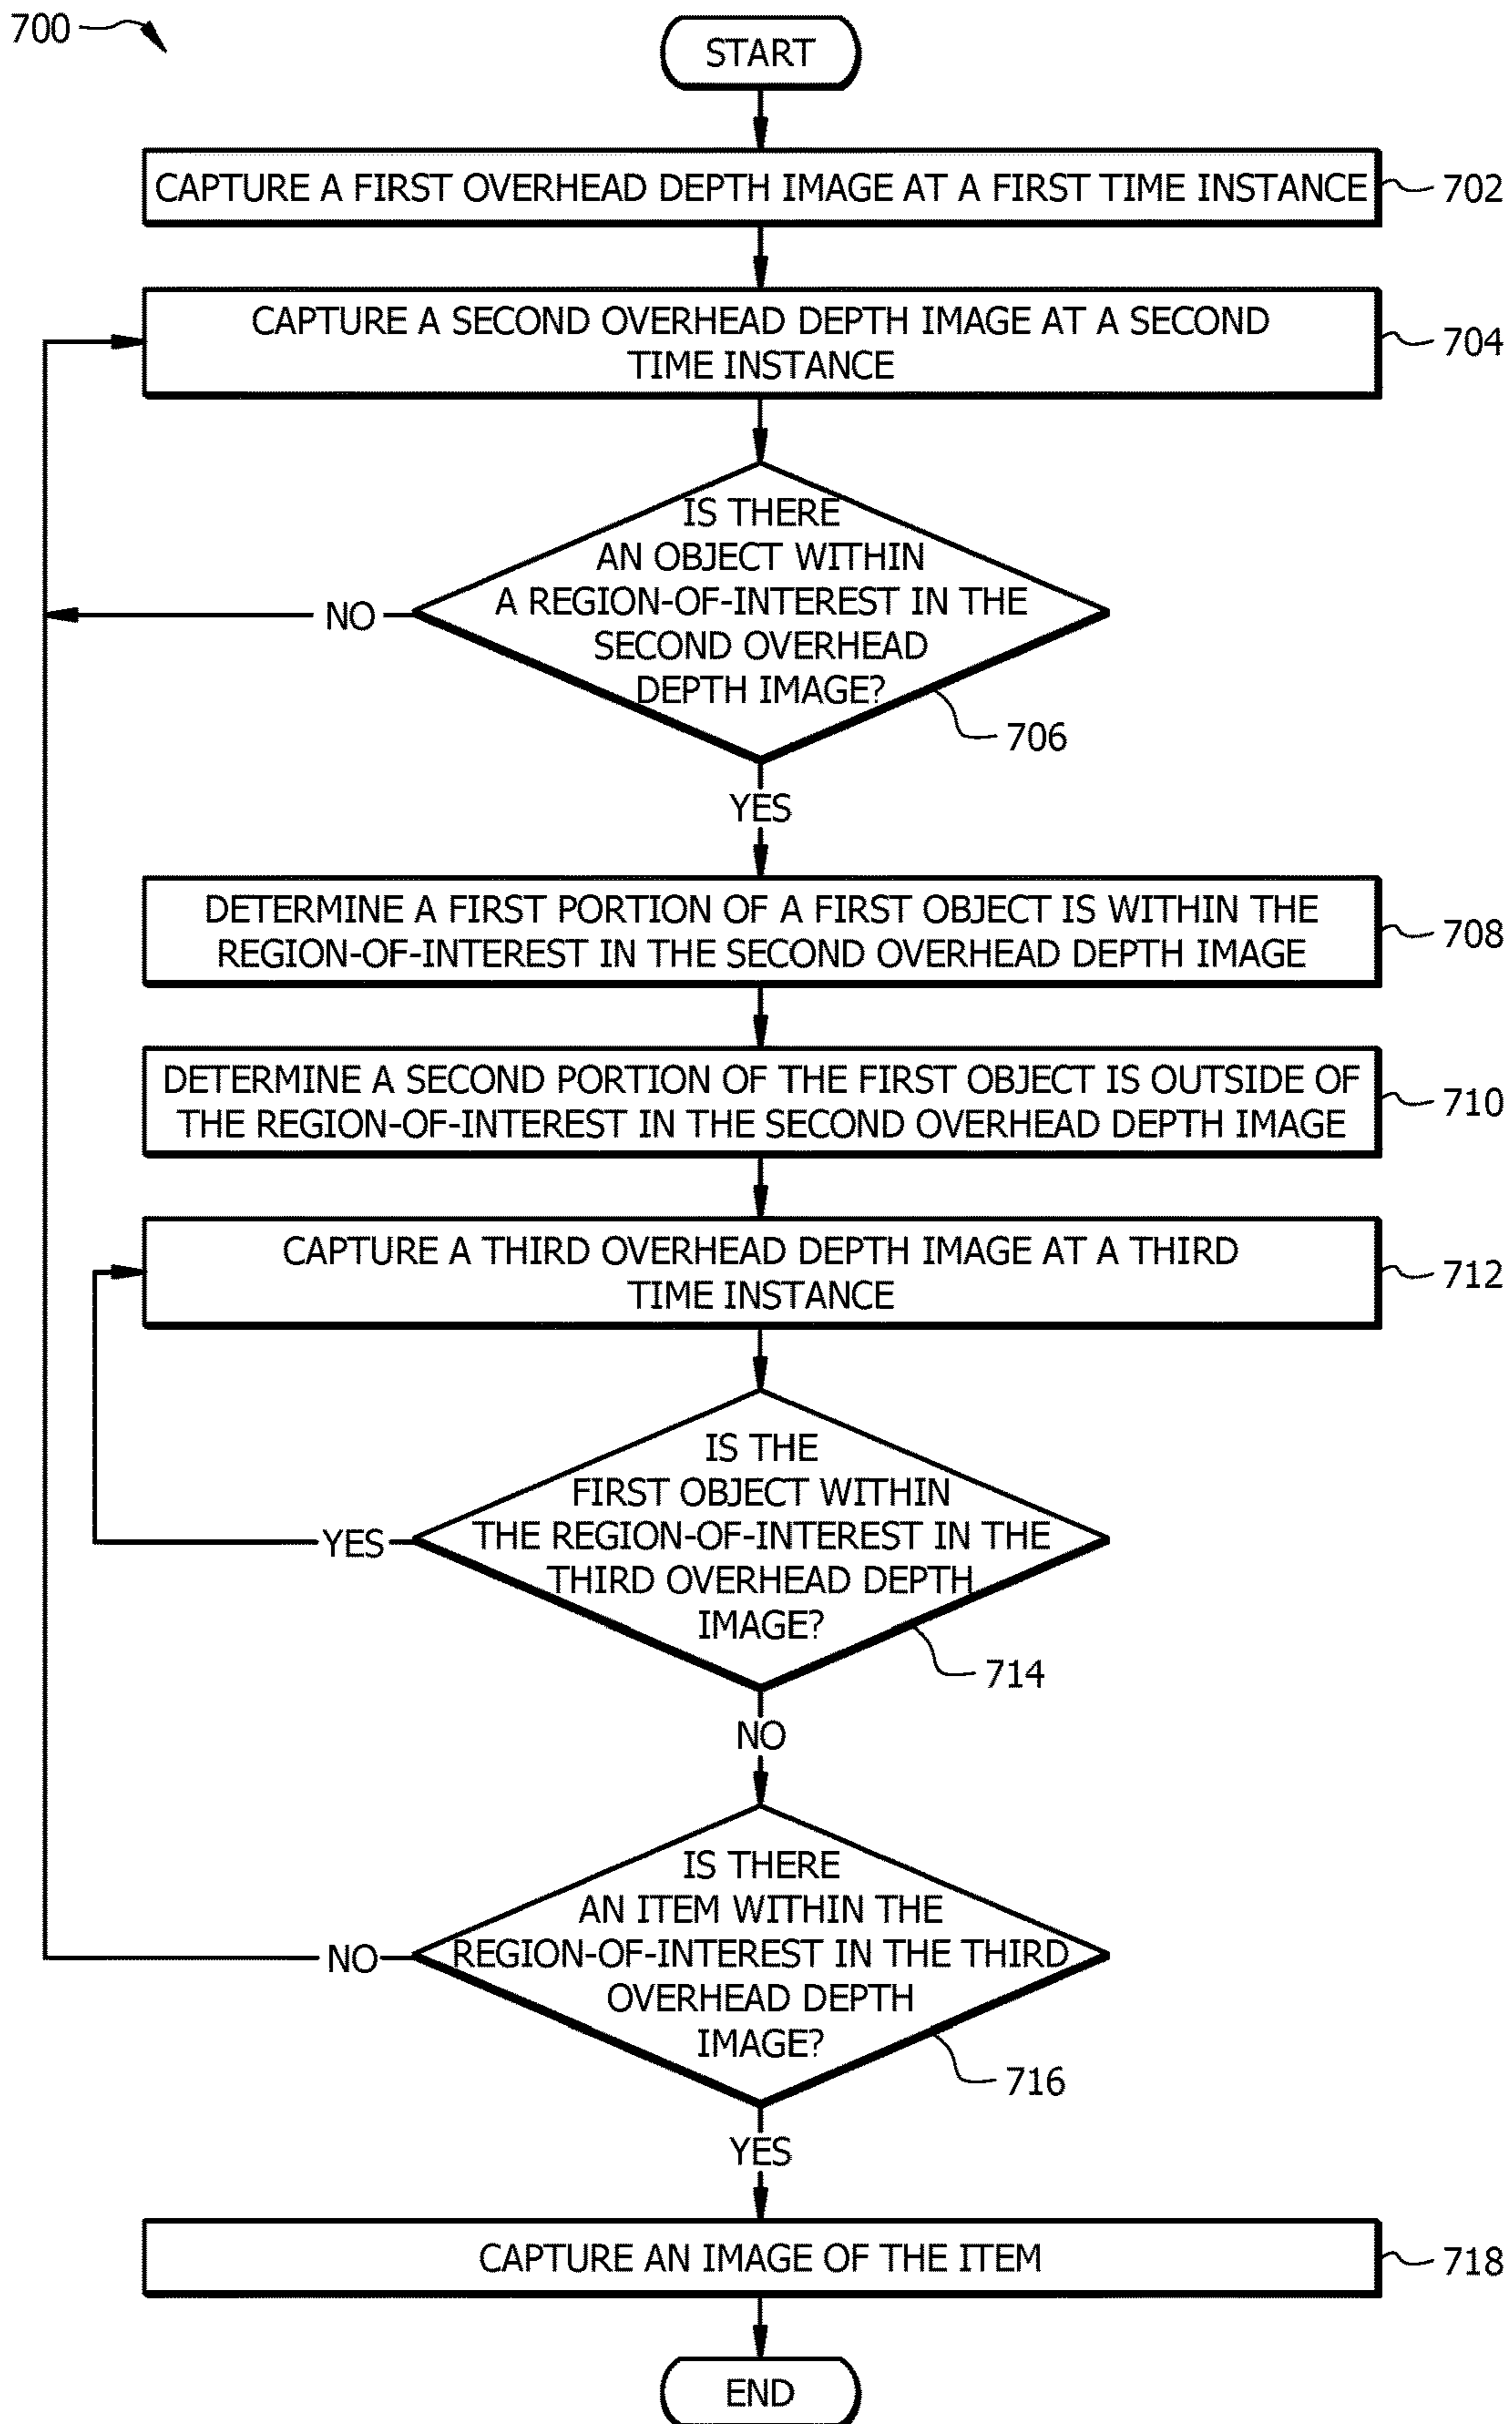 700
START
CAPTURE A FIRST OVERHEAD DEPTH IMAGE AT A FIRST TIME INSTANCE
702
CAPTURE A SECOND OVERHEAD DEPTH IMAGE AT A SECOND
TIME INSTANCE
704
IS THERE
AN OBJECT WITHIN
A REGION-OF-INTEREST IN THE
SECOND OVERHEAD
DEPTH IMAGE?
NO
706
YES
DETERMINE A FIRST PORTION OF A FIRST OBJECT IS WITHIN THE
REGION-OF-INTEREST IN THE SECOND OVERHEAD DEPTH IMAGE
708
DETERMINE A SECOND PORTION OF THE FIRST OBJECT IS OUTSIDE OF
THE REGION-OF-INTEREST IN THE SECOND OVERHEAD DEPTH IMAGE
710
CAPTURE A THIRD OVERHEAD DEPTH IMAGE AT A THIRD
TIME INSTANCE
712
IS THE
FIRST OBJECT WITHIN
THE REGION-OF-INTEREST IN THE
THIRD OVERHEAD DEPTH
IMAGE?
YES
714
NO
IS THERE
AN ITEM WITHIN THE
REGION-OF-INTEREST IN THE THIRD
OVERHEAD DEPTH
IMAGE?
NO
716
YES
CAPTURE AN IMAGE OF THE ITEM
718
END